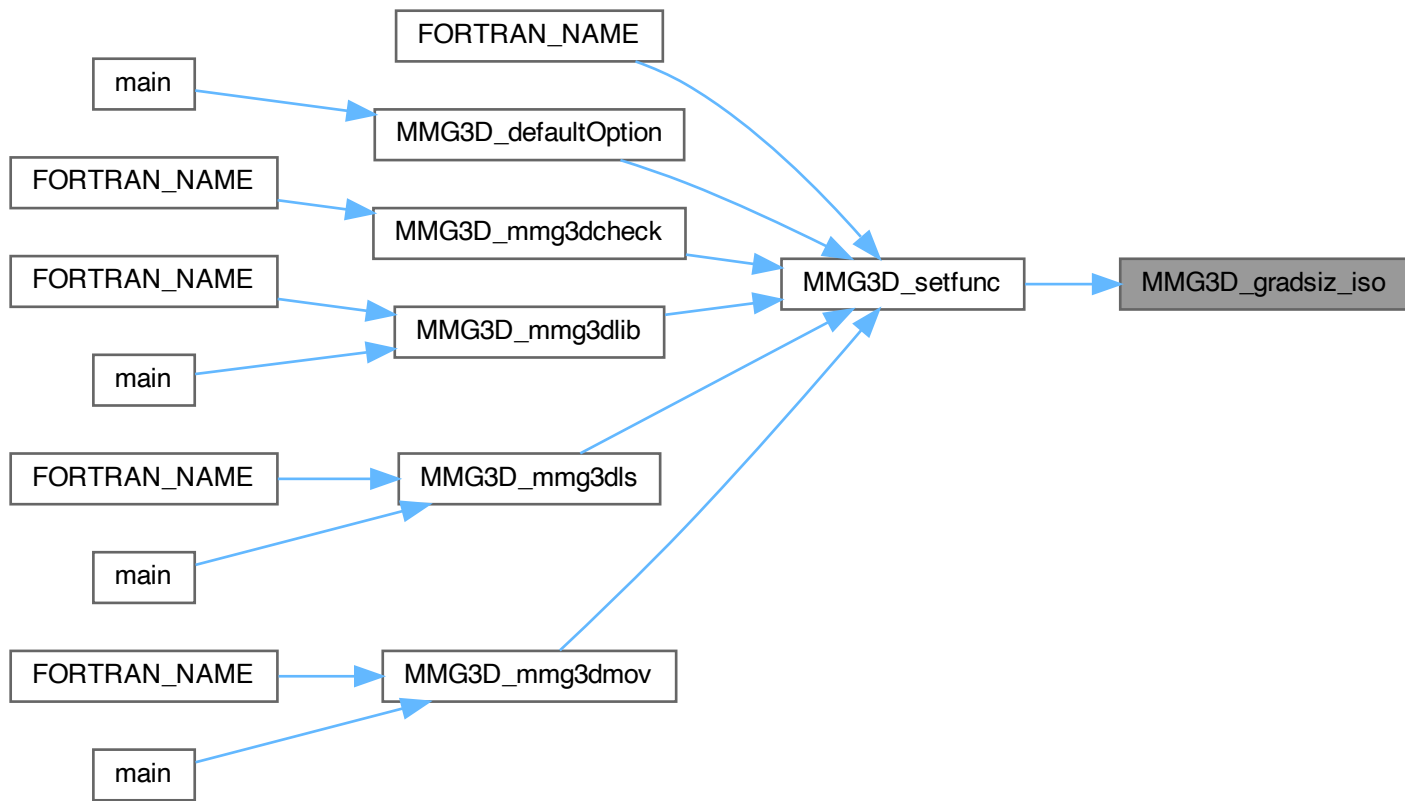 FORTRAN_NAME
main
MMG3D_defaultOption
FORTRAN_NAME
MMG3D_mmg3dcheck
FORTRAN_NAME
MMG3D_setfunc
MMG3D_gradsiz_iso
MMG3D_mmg3dlib
main
FORTRAN_NAME
MMG3D_mmg3dls
main
FORTRAN_NAME
MMG3D_mmg3dmov
main